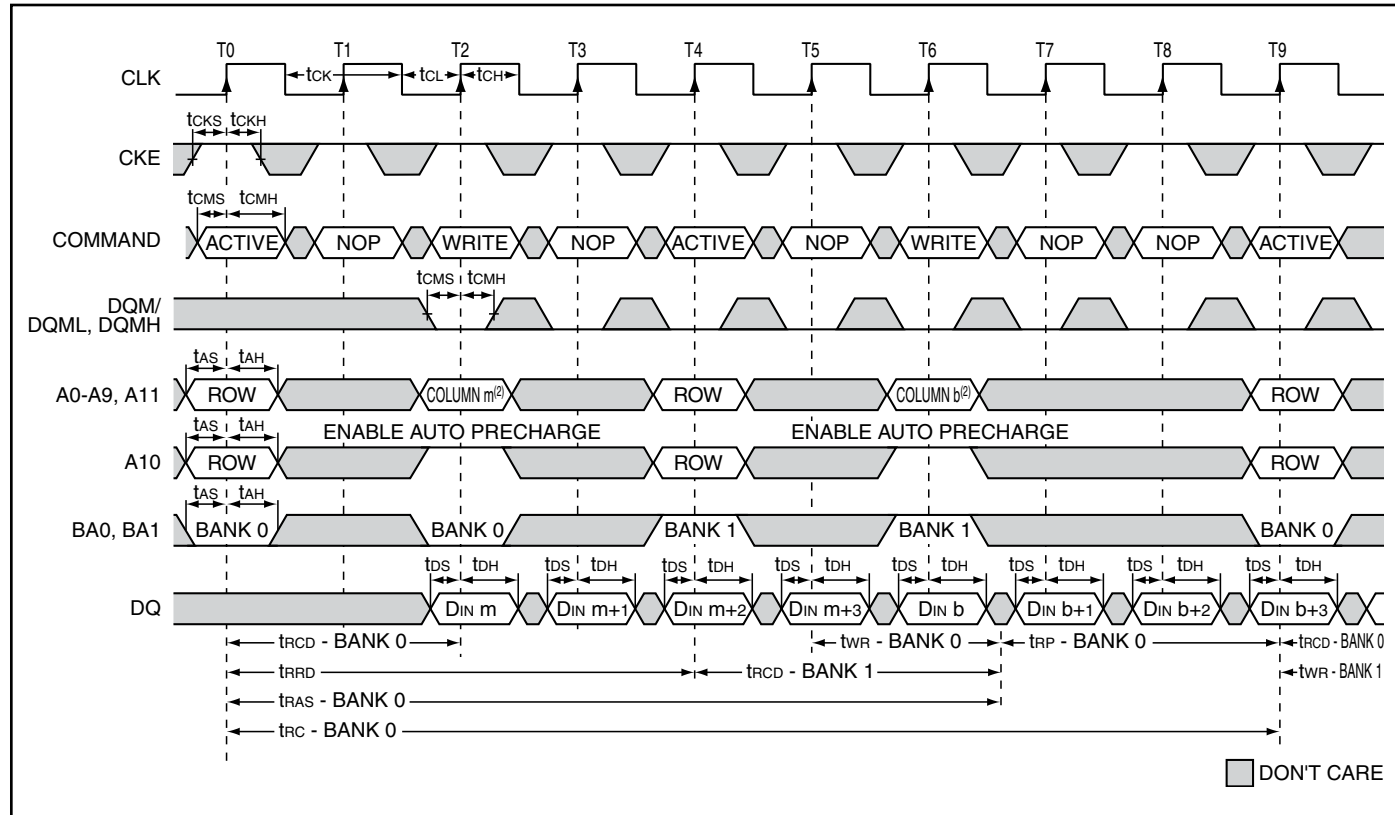 T0 T1 T2 T3 T4 T5 T6 T7 T8 T9
CLK tCK tCL tCH
tCKS tCKH
CKE
tCMS tCMH
COMMAND ACTIVE NOP WRITE NOP ACTIVE NOP WRITE NOP NOP ACTIVE
tCMS tCMH
DQM/
DQML, DQMH
tAS tAH
A0-A9, A11 ROW COLUMN m(2) ROW COLUMN b(2) ROW
tAS tAH ENABLE AUTO PRECHARGE ENABLE AUTO PRECHARGE
A10 ROW ROW ROW
tAS tAH
BA0, BA1 BANK 0 BANK 0 BANK 1 BANK 1 BANK 0
tDS tDH tDS tDH tDS tDH tDS tDH tDS tDH tDS tDH tDS tDH tDS tDH
DQ DIN m DIN m+1 DIN m+2 DIN m+3 DIN b DIN b+1 DIN b+2 DIN b+3
tRCD - BANK 0 tWR - BANK 0 tRP - BANK 0 tRCD - BANK 0
tRRD tRCD - BANK 1 tWR - BANK 1
tRAS - BANK 0
tRC - BANK 0
DON'T CARE